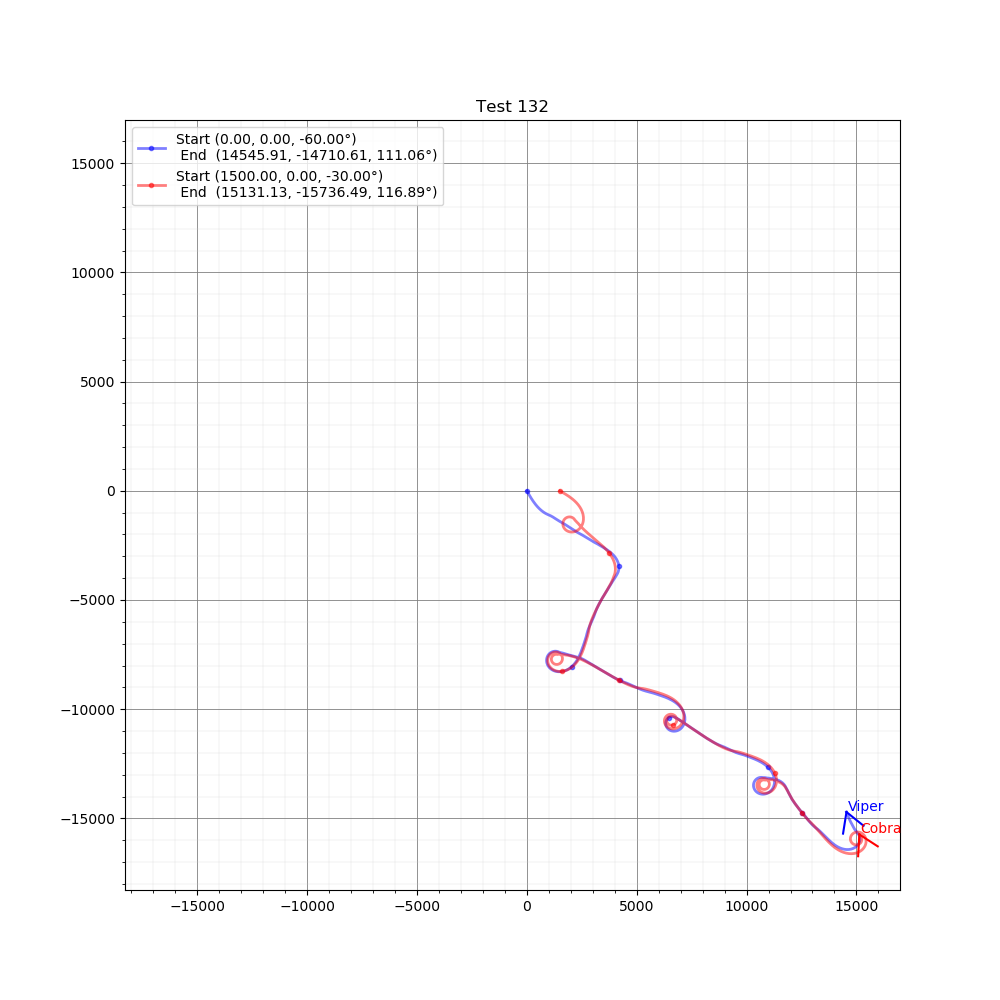 Test 132
Start (0.00, 0.00, -60.00°)
End (14545.91, -14710.61, 111.06°)
Start (1500.00, 0.00, -30.00°)
End (15131.13, -15736.49, 116.89°)
15000
10000
5000
0
−5000
−10000
−15000
Viper
Cobra
−15000 −10000 −5000 0 5000 10000 15000